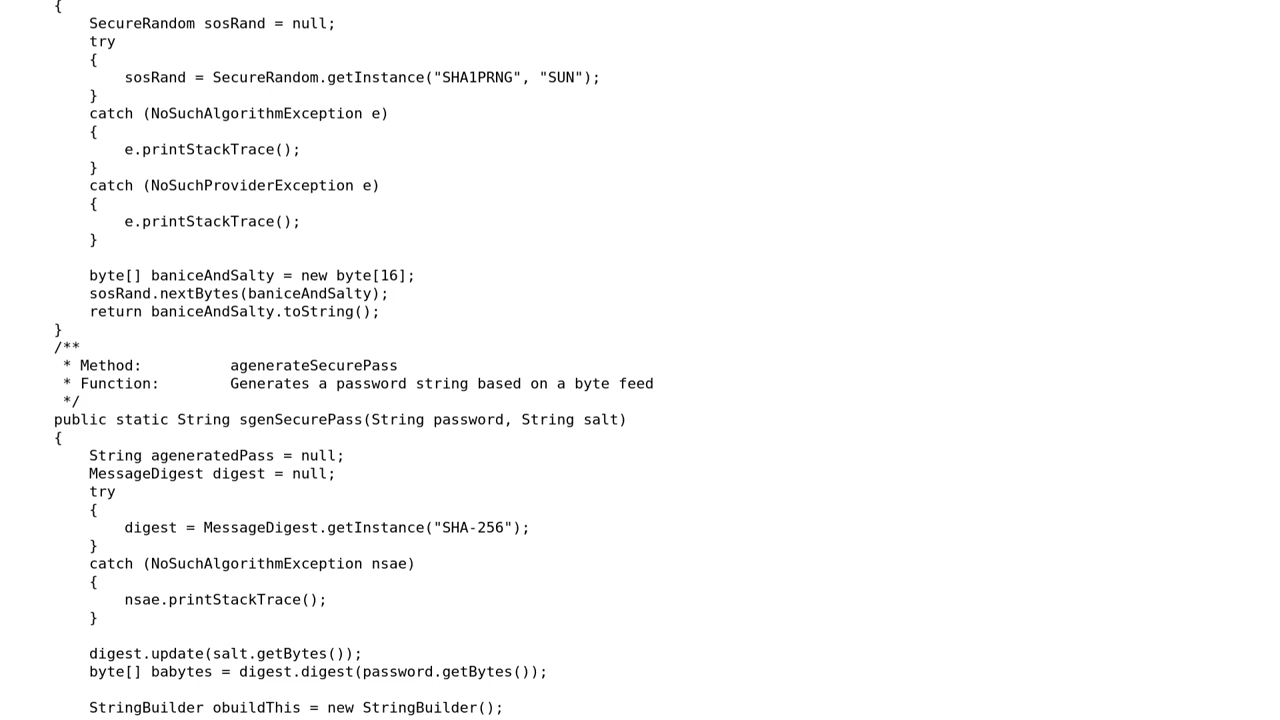 {
SecureRandom sosRand = null;
try
{
sosRand = SecureRandom.getInstance("SHA1PRNG", "SUN");
}
catch (NoSuchAlgorithmException e)
{
e.printStackTrace();
}
catch (NoSuchProviderException e)
{
e.printStackTrace();
}
byte[] baniceAndSalty = new byte[16];
sosRand.nextBytes(baniceAndSalty);
return baniceAndSalty.toString();
}
/**
* Method: agenerateSecurePass
* Function: Generates a password string based on a byte feed
*/
public static String sgenSecurePass(String password, String salt)
{
String ageneratedPass = null;
MessageDigest digest = null;
try
{
digest = MessageDigest.getInstance("SHA-256");
}
catch (NoSuchAlgorithmException nsae)
{
nsae.printStackTrace();
}
digest.update(salt.getBytes());
byte[] babytes = digest.digest(password.getBytes());
StringBuilder obuildThis = new StringBuilder();